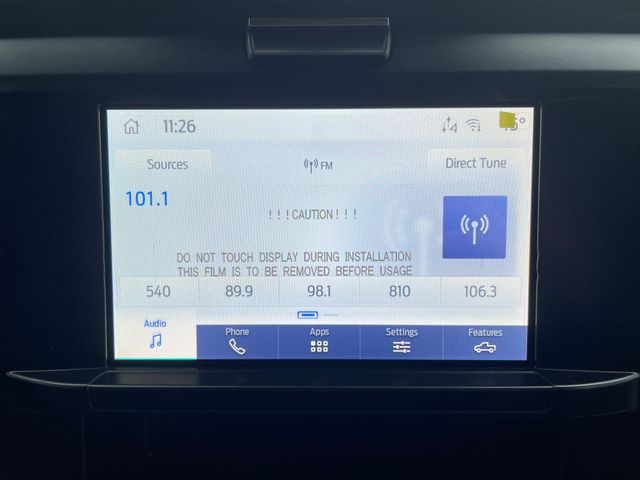 11:26
Sources
FM
Direct Tune
101.1
!!!CAUTION!!!
DO NOT TOUCH DISPLAY DURING INSTALLATION
THIS FILM IS TO BE REMOVED BEFORE USAGE
540 89.9 98.1 810 106.3
Audio Phone Apps Settings Features